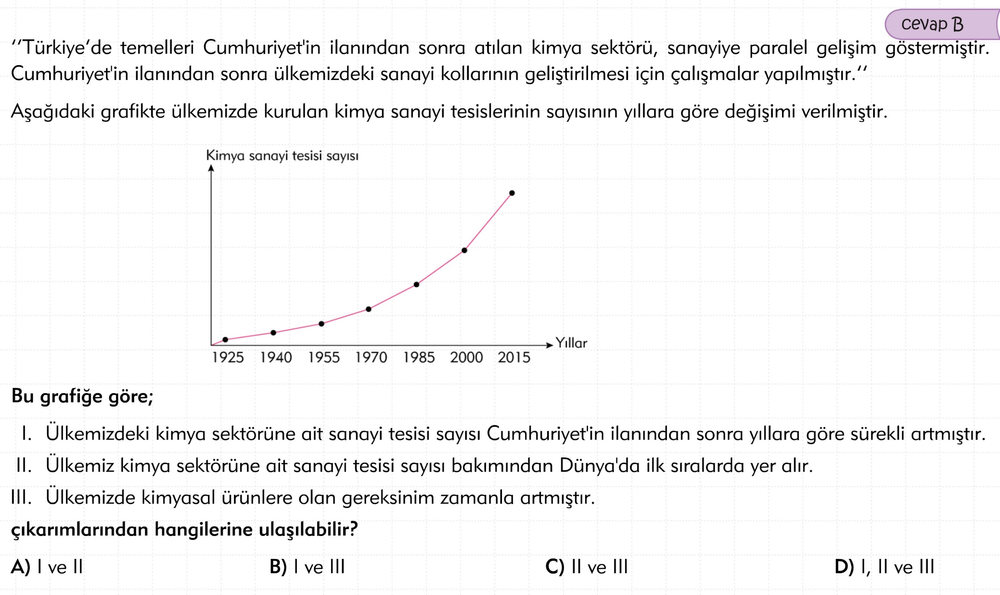 cevap B
‘‘Türkiye‘de temelleri Cumhuriyet'in ilanından sonra atılan kimya sektörü, sanayiye paralel gelişim göstermiştir.
Cumhuriyet'in ilanından sonra ülkemizdeki sanayi kollarının geliştirilmesi için çalışmalar yapılmıştır.‘‘
Aşağıdaki grafikte ülkemizde kurulan kimya sanayi tesislerinin sayısının yıllara göre değişimi verilmiştir.
Kimya sanayi tesisi sayısı
Yıllar
1925 1940 1955 1970 1985 2000 2015
Bu grafiğe göre;
I. Ülkemizdeki kimya sektörüne ait sanayi tesisi sayısı Cumhuriyet'in ilanından sonra yıllara göre sürekli artmıştır.
II. Ülkemiz kimya sektörüne ait sanayi tesisi sayısı bakımından Dünya'da ilk sıralarda yer alır.
III. Ülkemizde kimyasal ürünlere olan gereksinim zamanla artmıştır.
çıkarımlarından hangilerine ulaşılabilir?
A) I ve II B) I ve III C) II ve III D) I, II ve III